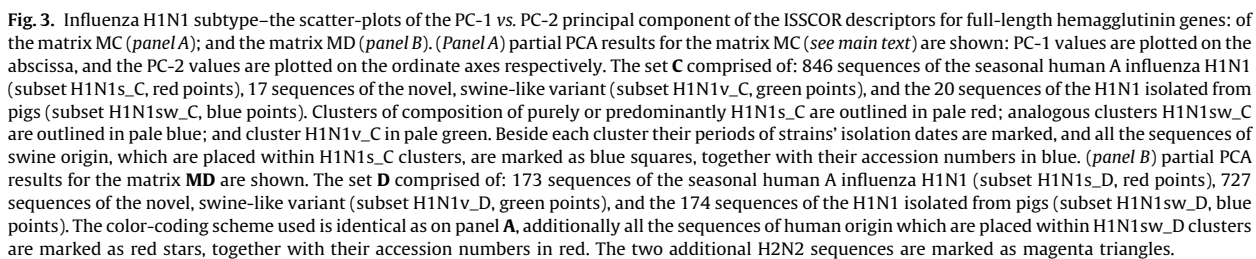 Fig. 3. Influenza H1N1 subtype–the scatter-plots of the PC-1 vs. PC-2 principal component of the ISSCOR descriptors for full-length hemagglutinin genes: of
the matrix MC (panel A); and the matrix MD (panel B). (Panel A) partial PCA results for the matrix MC (see main text) are shown: PC-1 values are plotted on the
abscissa, and the PC-2 values are plotted on the ordinate axes respectively. The set C comprised of: 846 sequences of the seasonal human A influenza H1N1
(subset H1N1s_C, red points), 17 sequences of the novel, swine-like variant (subset H1N1v_C, green points), and the 20 sequences of the H1N1 isolated from
pigs (subset H1N1sw_C, blue points). Clusters of composition of purely or predominantly H1N1s_C are outlined in pale red; analogous clusters H1N1sw_C
are outlined in pale blue; and cluster H1N1v_C in pale green. Beside each cluster their periods of strains' isolation dates are marked, and all the sequences of
swine origin, which are placed within H1N1s_C clusters, are marked as blue squares, together with their accession numbers in blue. (panel B) partial PCA
results for the matrix MD are shown. The set D comprised of: 173 sequences of the seasonal human A influenza H1N1 (subset H1N1s_D, red points), 727
sequences of the novel, swine-like variant (subset H1N1v_D, green points), and the 174 sequences of the H1N1 isolated from pigs (subset H1N1sw_D, blue
points). The color-coding scheme used is identical as on panel A, additionally all the sequences of human origin which are placed within H1N1sw_D clusters
are marked as red stars, together with their accession numbers in red. The two additional H2N2 sequences are marked as magenta triangles.